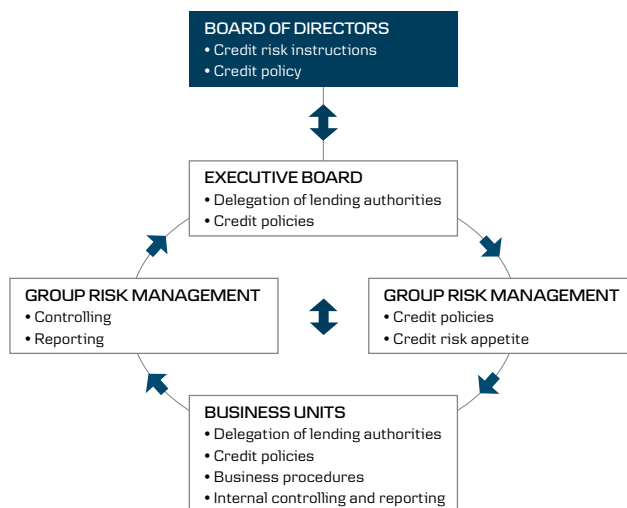 BOARD OF DIRECTORS
• Credit risk instructions
• Credit policy
EXECUTIVE BOARD
• Delegation of lending authorities
• Credit policies
GROUP RISK MANAGEMENT
• Controlling
• Reporting
GROUP RISK MANAGEMENT
• Credit policies
• Credit risk appetite
BUSINESS UNITS
• Delegation of lending authorities
• Credit policies
• Business procedures
• Internal controlling and reporting